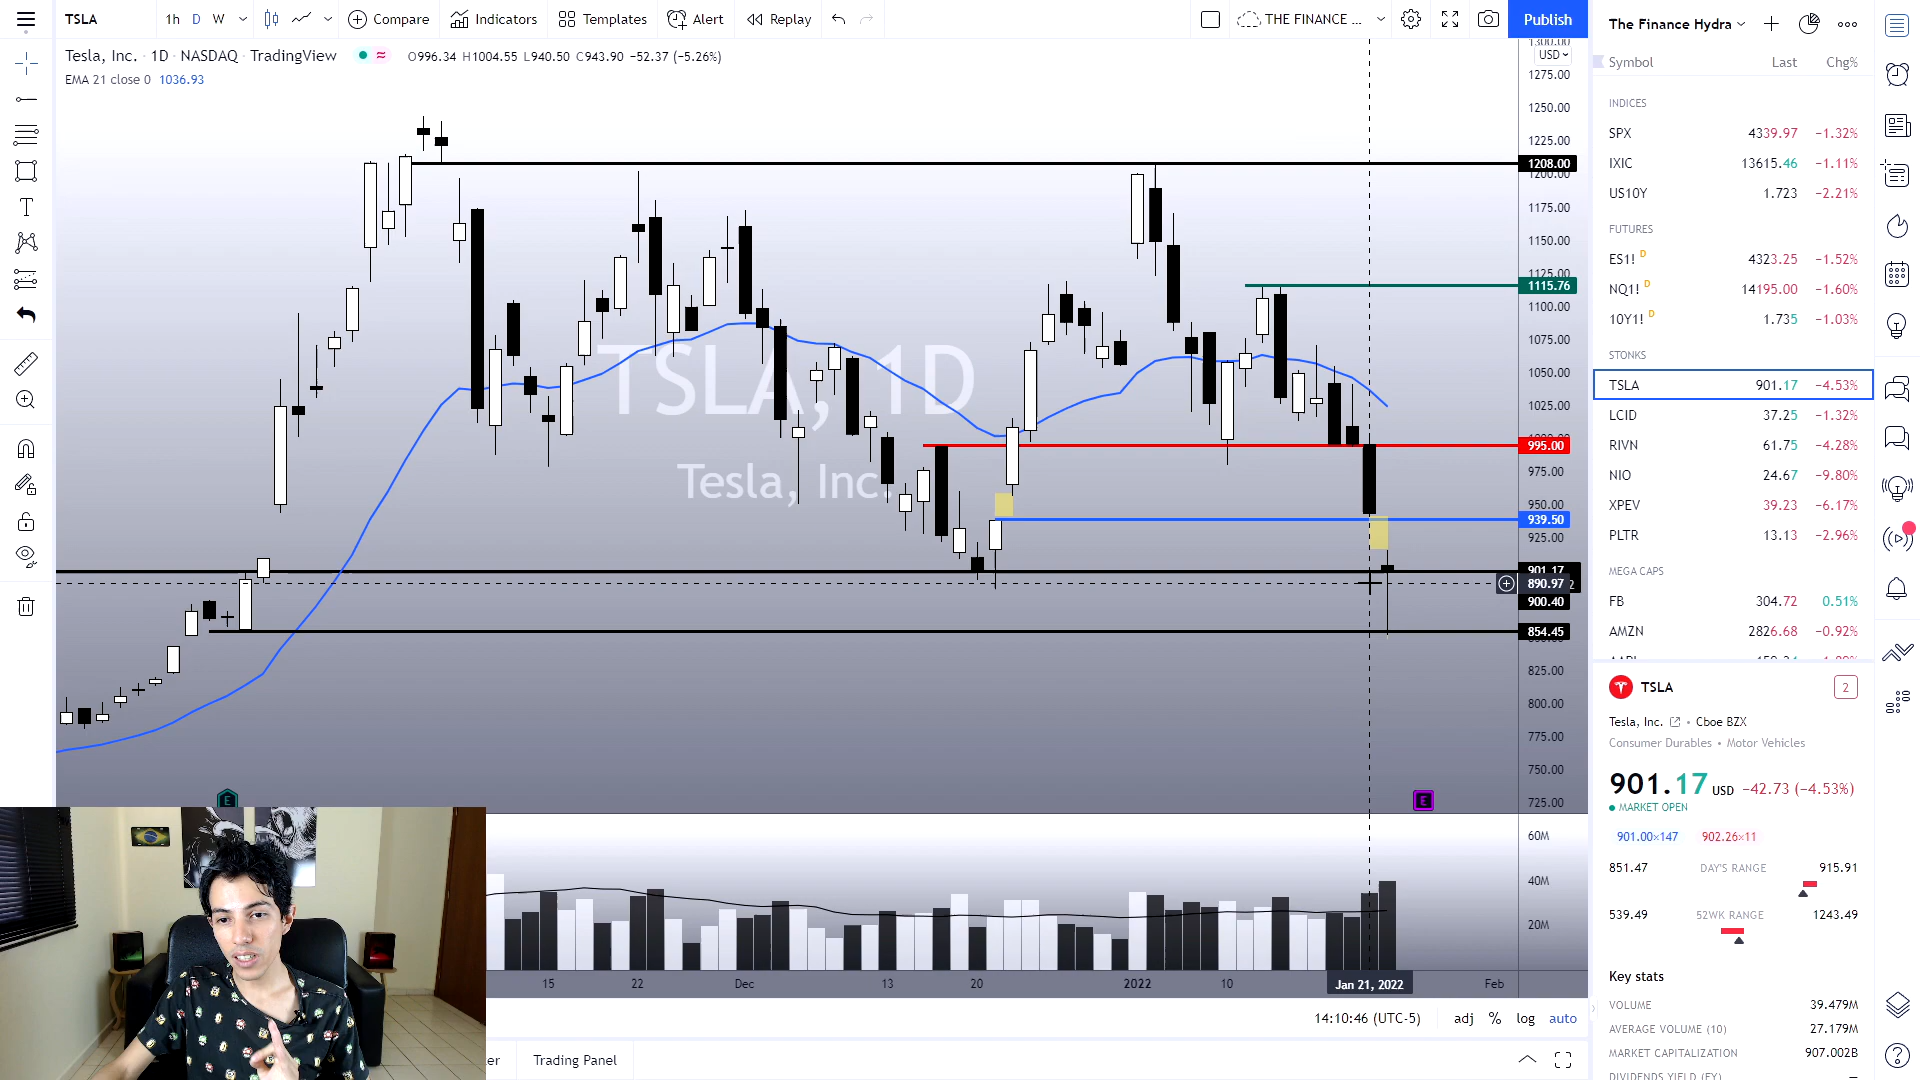 TSLA
1h D W
Compare
Indicators
Templates
Alert
Replay
THE FINANCE ...
Publish
Tesla, Inc. · 1D · NASDAQ · TradingView
O996.34 H1004.55 L940.50 C943.90 −52.37 (−5.26%)
EMA 21 close 0 1036.93
TSLA, 1D
Tesla, Inc.
1300.00
USD
1275.00
1250.00
1225.00
1208.00
1200.00
1175.00
1150.00
1125.00
1115.76
1100.00
1075.00
1050.00
1025.00
995.00
975.00
950.00
939.50
925.00
901.17
890.97
900.40
854.45
825.00
800.00
775.00
750.00
725.00
60M
40M
20M
E
E
15
22
Dec
13
20
2022
10
Jan 21, 2022
Feb
14:10:46 (UTC-5)
adj % log auto
er
Trading Panel
The Finance Hydra
Symbol Last Chg%
INDICES
SPX 4339.97 −1.32%
IXIC 13615.46 −1.11%
US10Y 1.723 −2.21%
FUTURES
ES1! D 4323.25 −1.52%
NQ1! D 14195.00 −1.60%
10Y1! D 1.735 −1.03%
STONKS
TSLA 901.17 −4.53%
LCID 37.25 −1.32%
RIVN 61.75 −4.28%
NIO 24.67 −9.80%
XPEV 39.23 −6.17%
PLTR 13.13 −2.96%
MEGA CAPS
FB 304.72 0.51%
AMZN 2826.68 −0.92%
TSLA
2
Tesla, Inc. • Cboe BZX
Consumer Durables • Motor Vehicles
901.17 USD −42.73 (−4.53%)
MARKET OPEN
901.00×147 902.26×11
851.47 DAY'S RANGE 915.91
539.49 52WK RANGE 1243.49
Key stats
VOLUME 39.479M
AVERAGE VOLUME (10) 27.179M
MARKET CAPITALIZATION 907.002B
DIVIDENDS YIELD (FY) —